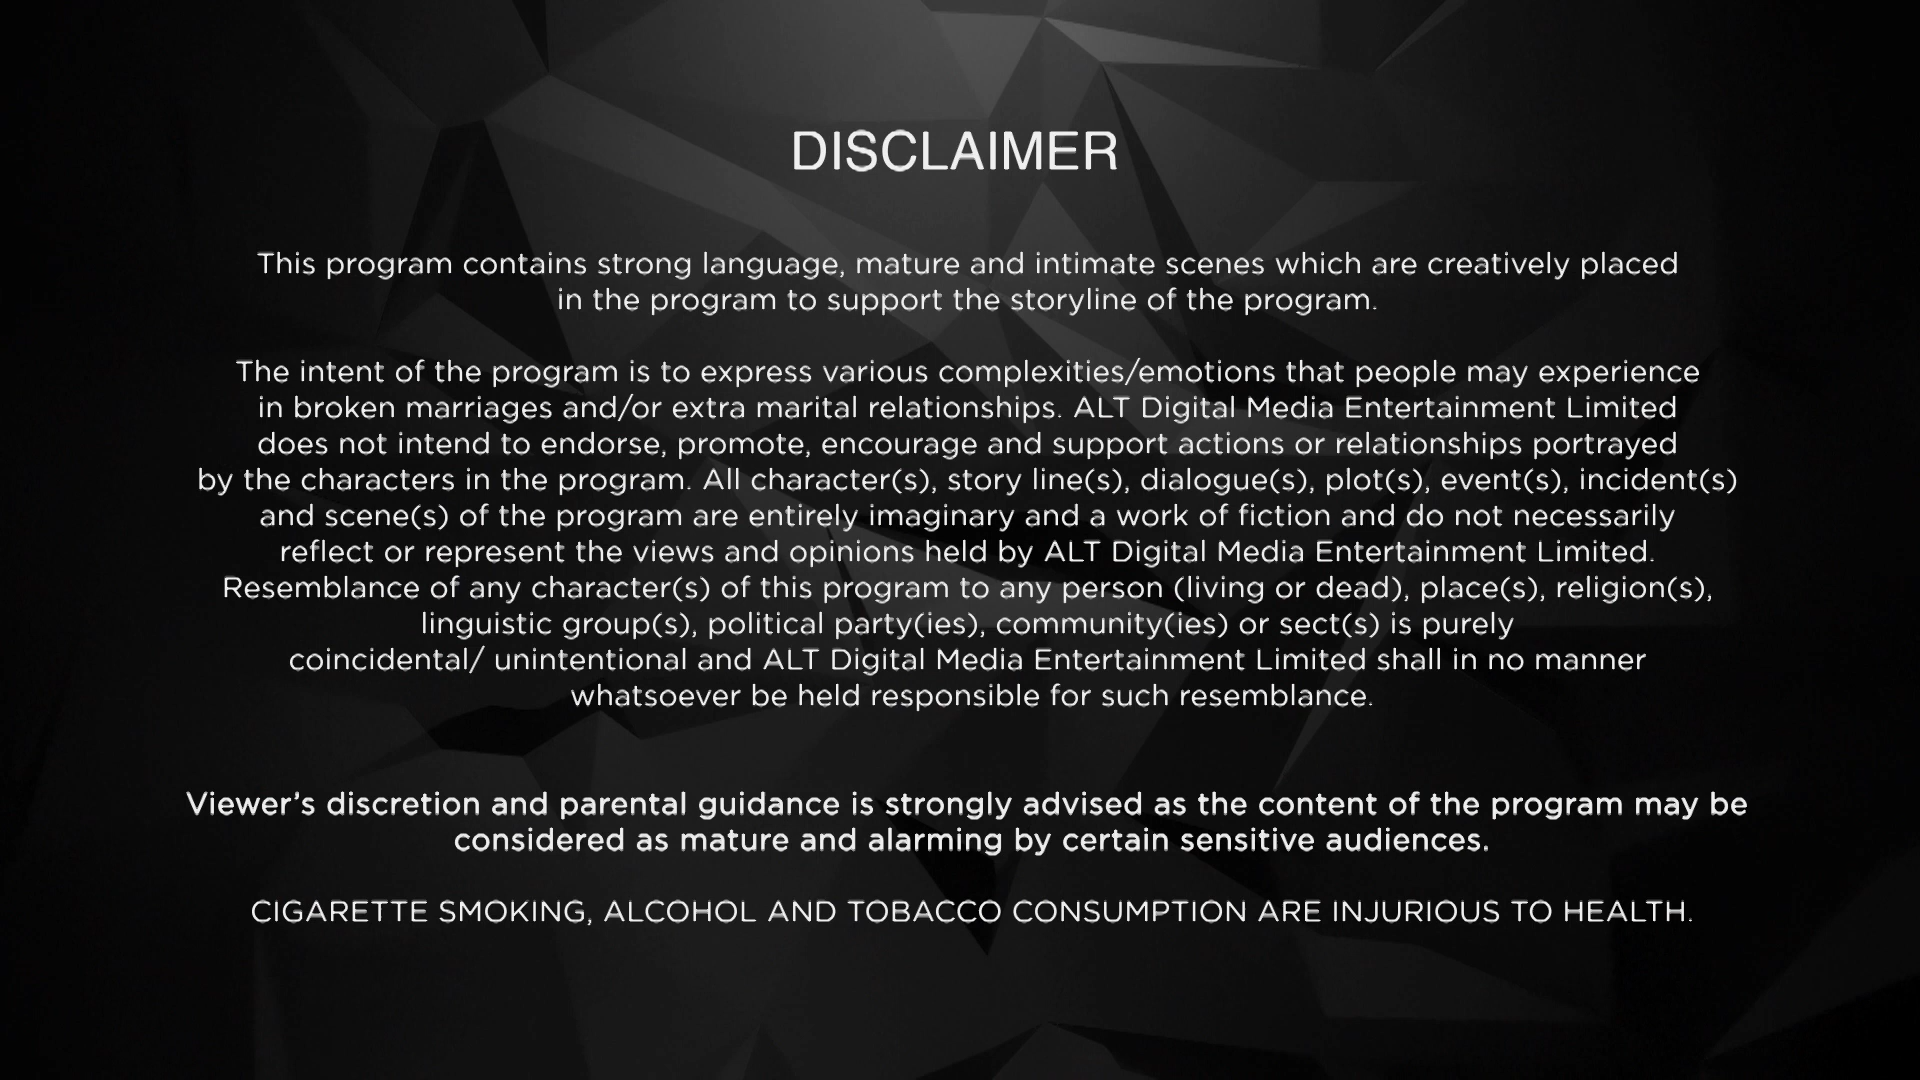 DISCLAIMER
This program contains strong language, mature and intimate scenes which are creatively placed
in the program to support the storyline of the program.
The intent of the program is to express various complexities/emotions that people may experience
in broken marriages and/or extra marital relationships. ALT Digital Media Entertainment Limited
does not intend to endorse, promote, encourage and support actions or relationships portrayed
by the characters in the program. All character(s), story line(s), dialogue(s), plot(s), event(s), incident(s)
and scene(s) of the program are entirely imaginary and a work of fiction and do not necessarily
reflect or represent the views and opinions held by ALT Digital Media Entertainment Limited.
Resemblance of any character(s) of this program to any person (living or dead), place(s), religion(s),
linguistic group(s), political party(ies), community(ies) or sect(s) is purely
coincidental/ unintentional and ALT Digital Media Entertainment Limited shall in no manner
whatsoever be held responsible for such resemblance.
Viewer’s discretion and parental guidance is strongly advised as the content of the program may be
considered as mature and alarming by certain sensitive audiences.
CIGARETTE SMOKING, ALCOHOL AND TOBACCO CONSUMPTION ARE INJURIOUS TO HEALTH.